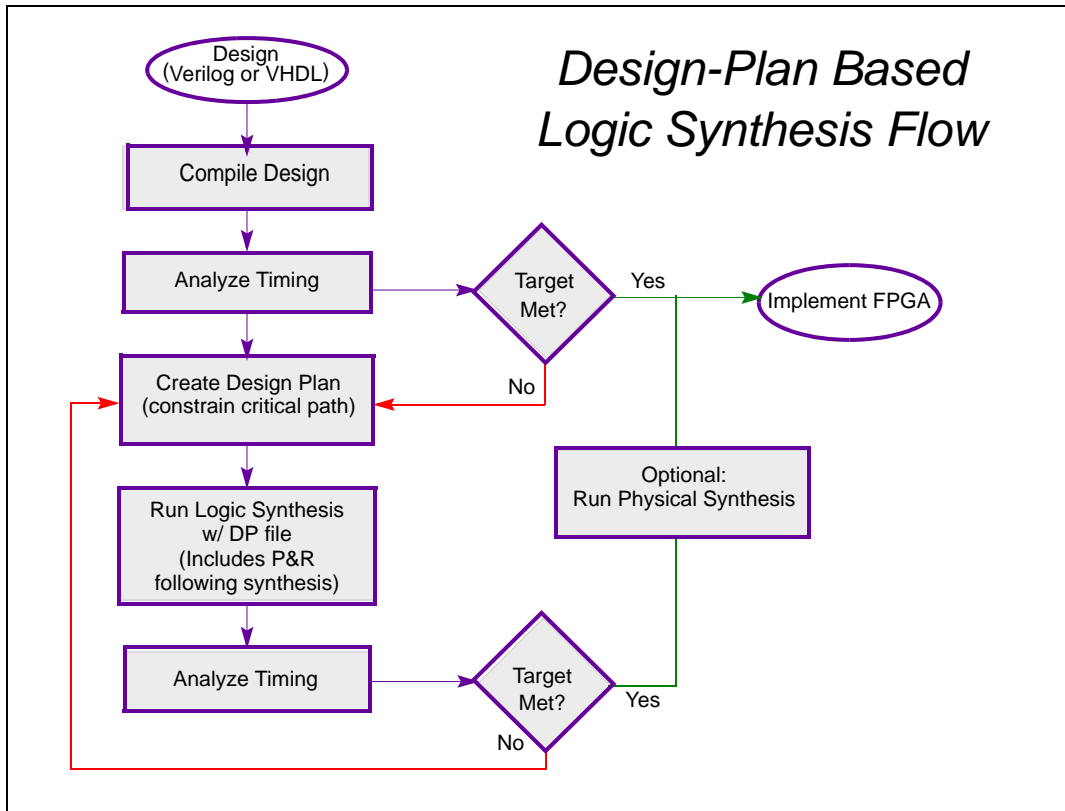 Design-Plan Based
Logic Synthesis Flow
Design
(Verilog or VHDL)
Compile Design
Analyze Timing
Target
Met?
Yes
Implement FPGA
No
Create Design Plan
(constrain critical path)
Optional:
Run Physical Synthesis
Run Logic Synthesis
w/ DP file
(Includes P&R
following synthesis)
Analyze Timing
Target
Met?
Yes
No